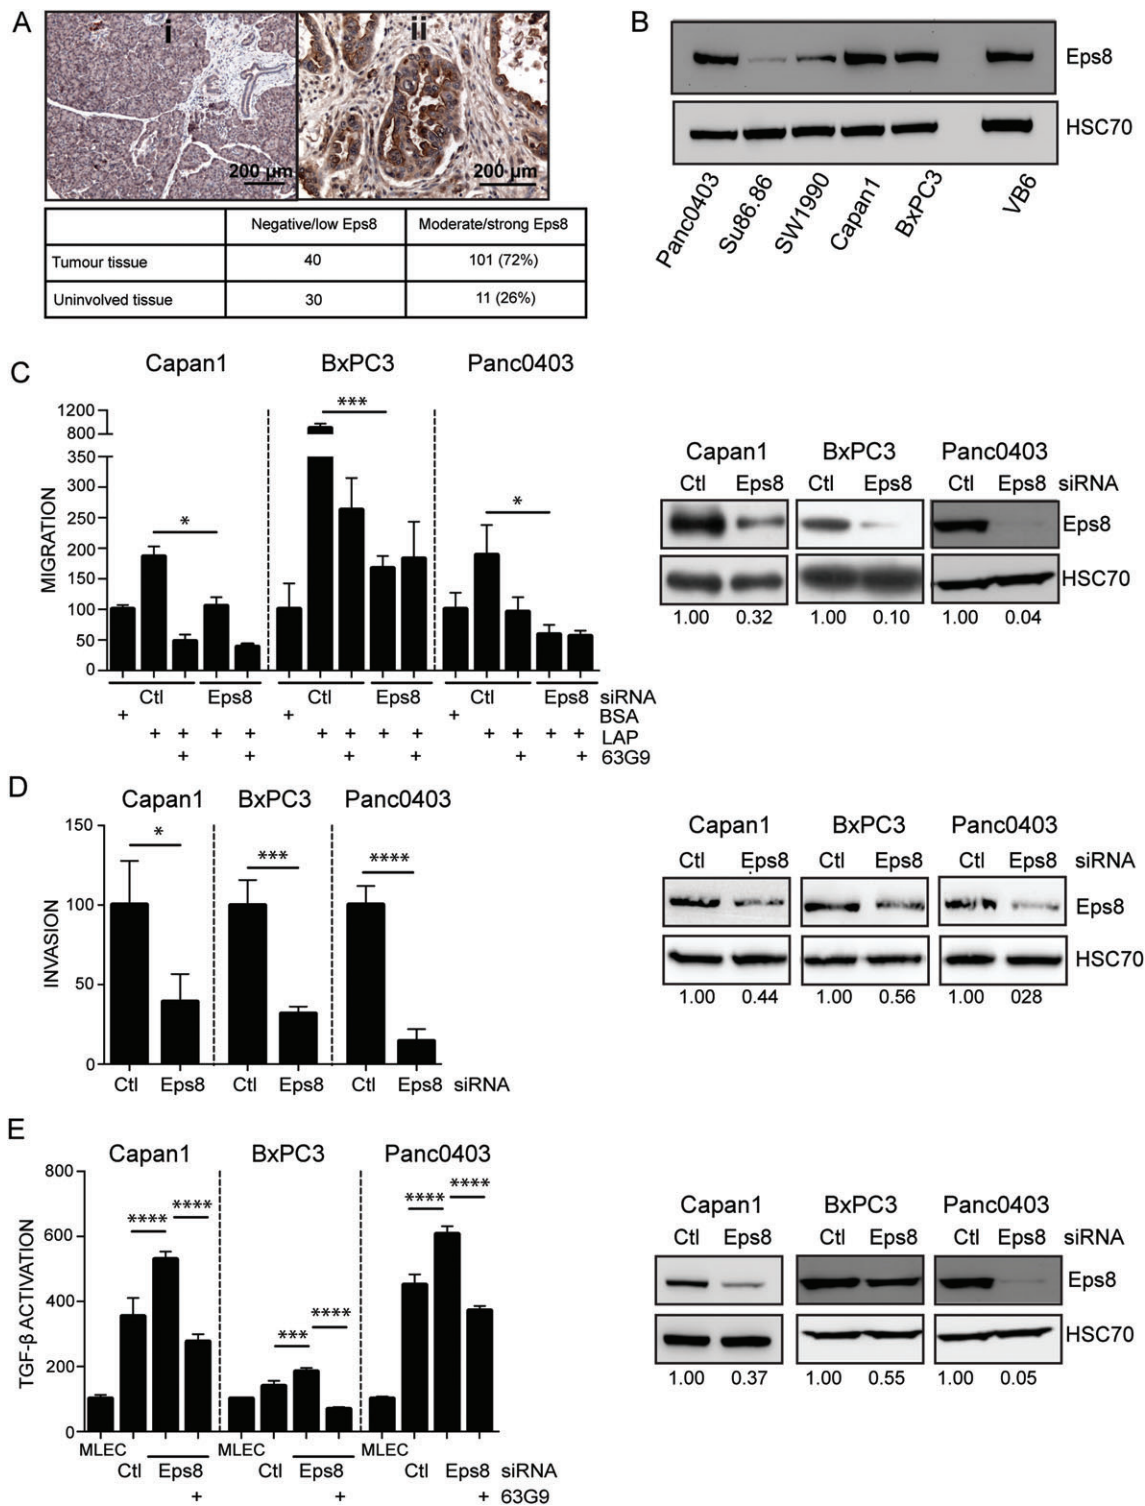 A
i
ii
200 µm
200 µm
Negative/low Eps8 Moderate/strong Eps8
Tumour tissue 40 101 (72%)
Uninvolved tissue 30 11 (26%)
B
Eps8
HSC70
Panc0403 Su86.86 SW1990 Capan1 BxPC3 VB6
C
Capan1 BxPC3 Panc0403
MIGRATION
1200
800
350
300
250
200
150
100
50
0
* *** *
Ctl Eps8 Ctl Eps8 Ctl Eps8 siRNA
+ + + BSA
+ + + + + + + + + + + + LAP
+ + + + + + 63G9
Capan1 BxPC3 Panc0403
Ctl Eps8 Ctl Eps8 Ctl Eps8 siRNA
Eps8
HSC70
1.00 0.32 1.00 0.10 1.00 0.04
D
Capan1 BxPC3 Panc0403
INVASION
150
100
50
0
* *** ****
Ctl Eps8 Ctl Eps8 Ctl Eps8 siRNA
Capan1 BxPC3 Panc0403
Ctl Eps8 Ctl Eps8 Ctl Eps8 siRNA
Eps8
HSC70
1.00 0.44 1.00 0.56 1.00 028
E
Capan1 BxPC3 Panc0403
TGF-β ACTIVATION
800
600
400
200
0
**** **** *** **** **** ****
MLEC MLEC MLEC
Ctl Eps8 Ctl Eps8 Ctl Eps8 siRNA
+ + + 63G9
Capan1 BxPC3 Panc0403
Ctl Eps8 Ctl Eps8 Ctl Eps8 siRNA
Eps8
HSC70
1.00 0.37 1.00 0.55 1.00 0.05